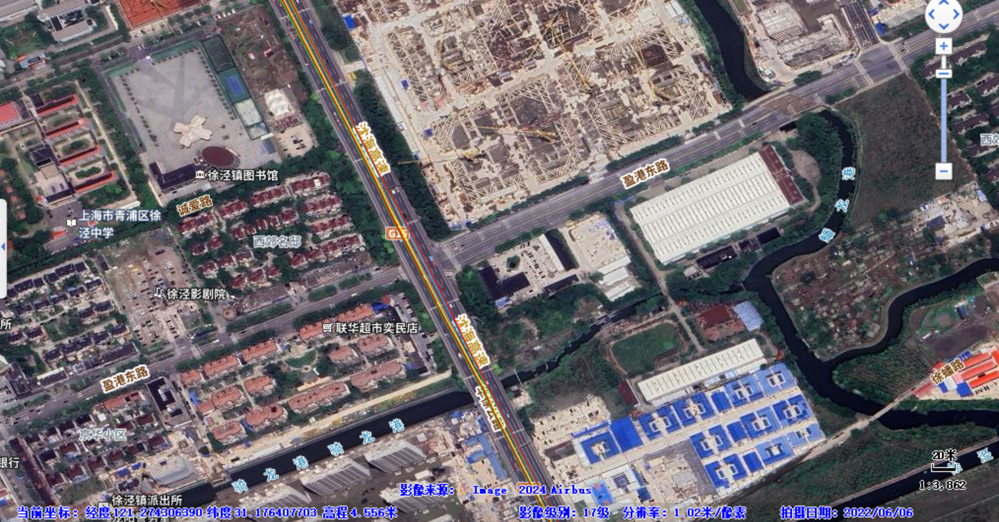 沈海高速
盈港东路
徐泾镇图书馆
诚爱路
港
龙
蟠
上海市青浦区徐
泾中学
西郊名邸
G15
西郊
徐泾影剧院
所
联华超市奕民店
沈海高速
盈港东路
徐蟠路
京华小区
骑龙港骑龙港
银行
20米
泾
1:3,862
影像来源： Image 2024 Airbus
徐泾镇派出所
当前坐标：经度121.274306390 纬度31.176407703 高程4.556米
影像级别：17级 分辨率：1.02米/像素 拍摄日期：2022/06/06